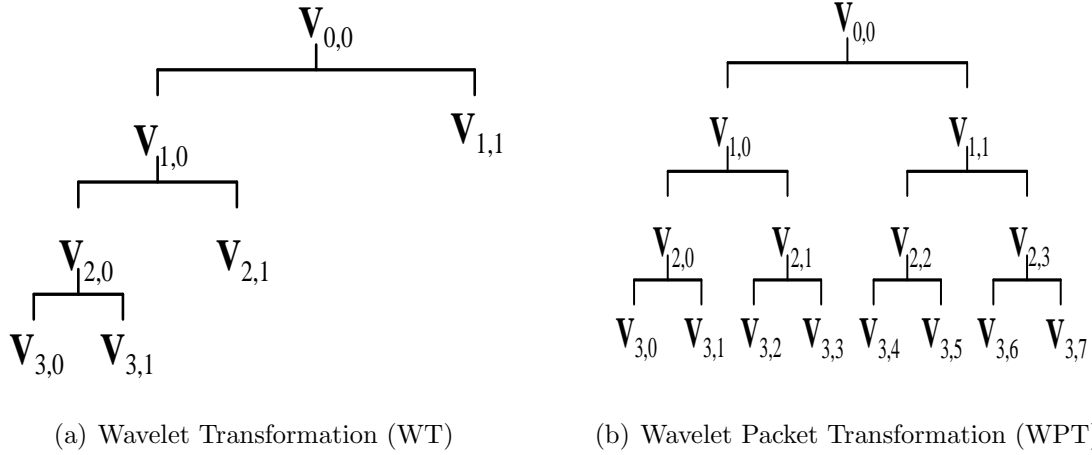 V0,0
V1,0
V1,1
V2,0
V2,1
V3,0 V3,1
(a) Wavelet Transformation (WT)
V0,0
V1,0 V1,1
V2,0 V2,1 V2,2 V2,3
V3,0 V3,1 V3,2 V3,3 V3,4 V3,5 V3,6 V3,7
(b) Wavelet Packet Transformation (WPT